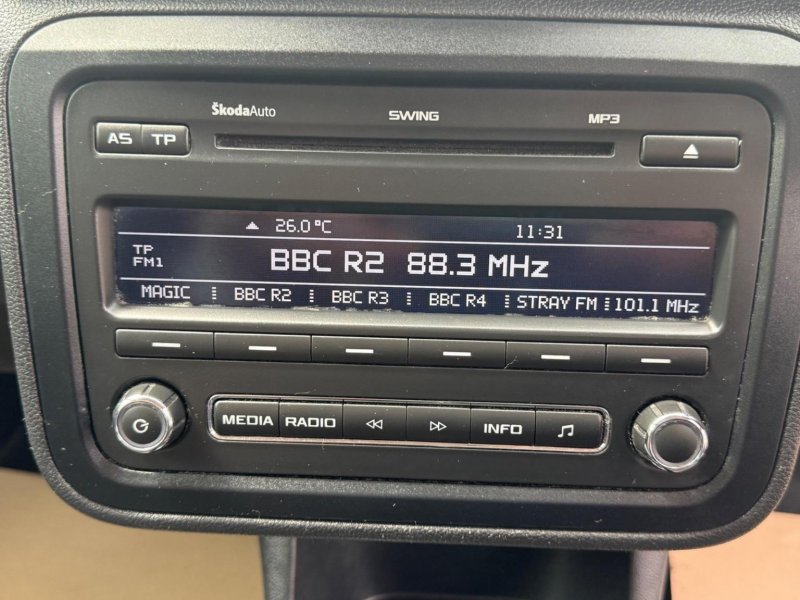 ŠkodaAuto SWING MP3
AS TP
26.0 °C 11:31
TP
FM1
BBC R2 88.3 MHz
MAGIC BBC R2 BBC R3 BBC R4 STRAY FM 101.1 MHz
MEDIA RADIO INFO